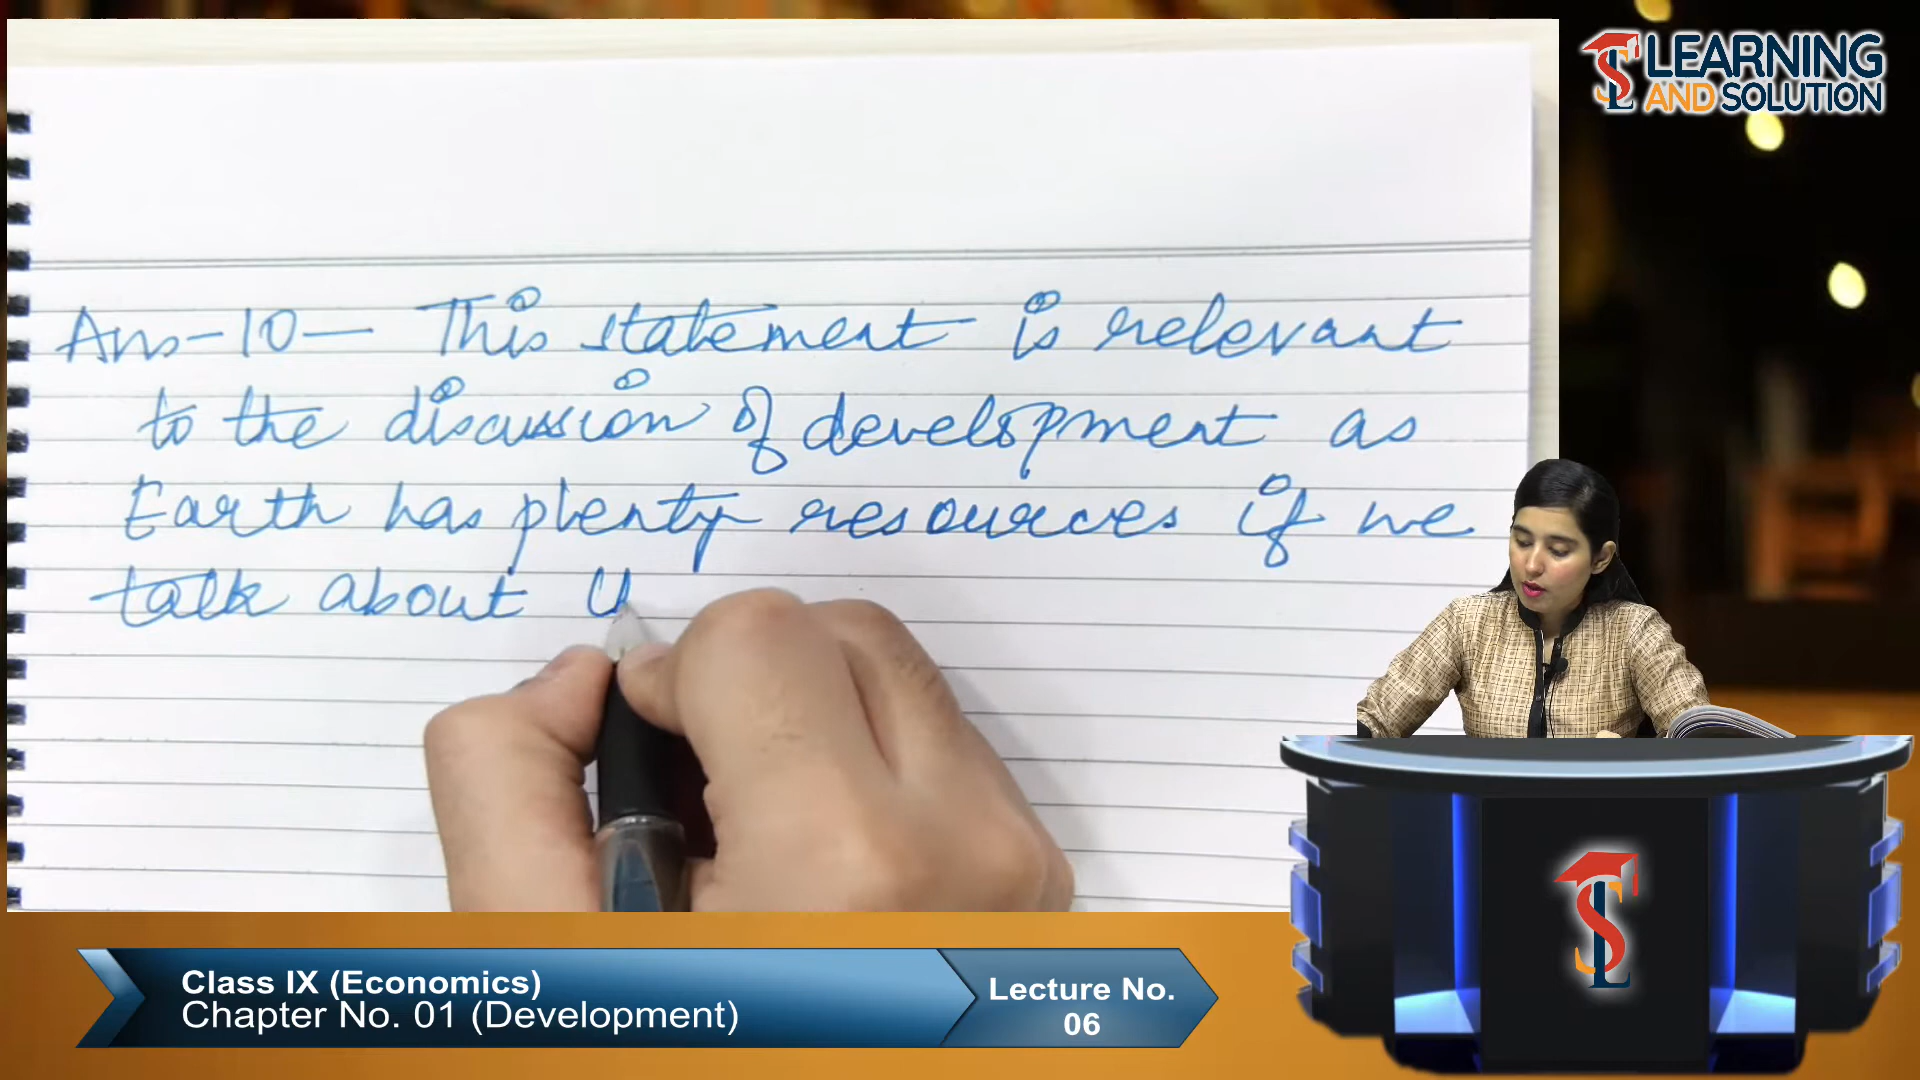 LEARNING
AND SOLUTION
Ans-10- This statement is relevant
to the discussion of development as
Earth has plenty resources if we
talk about
Class IX (Economics)
Chapter No. 01 (Development)
Lecture No.
06